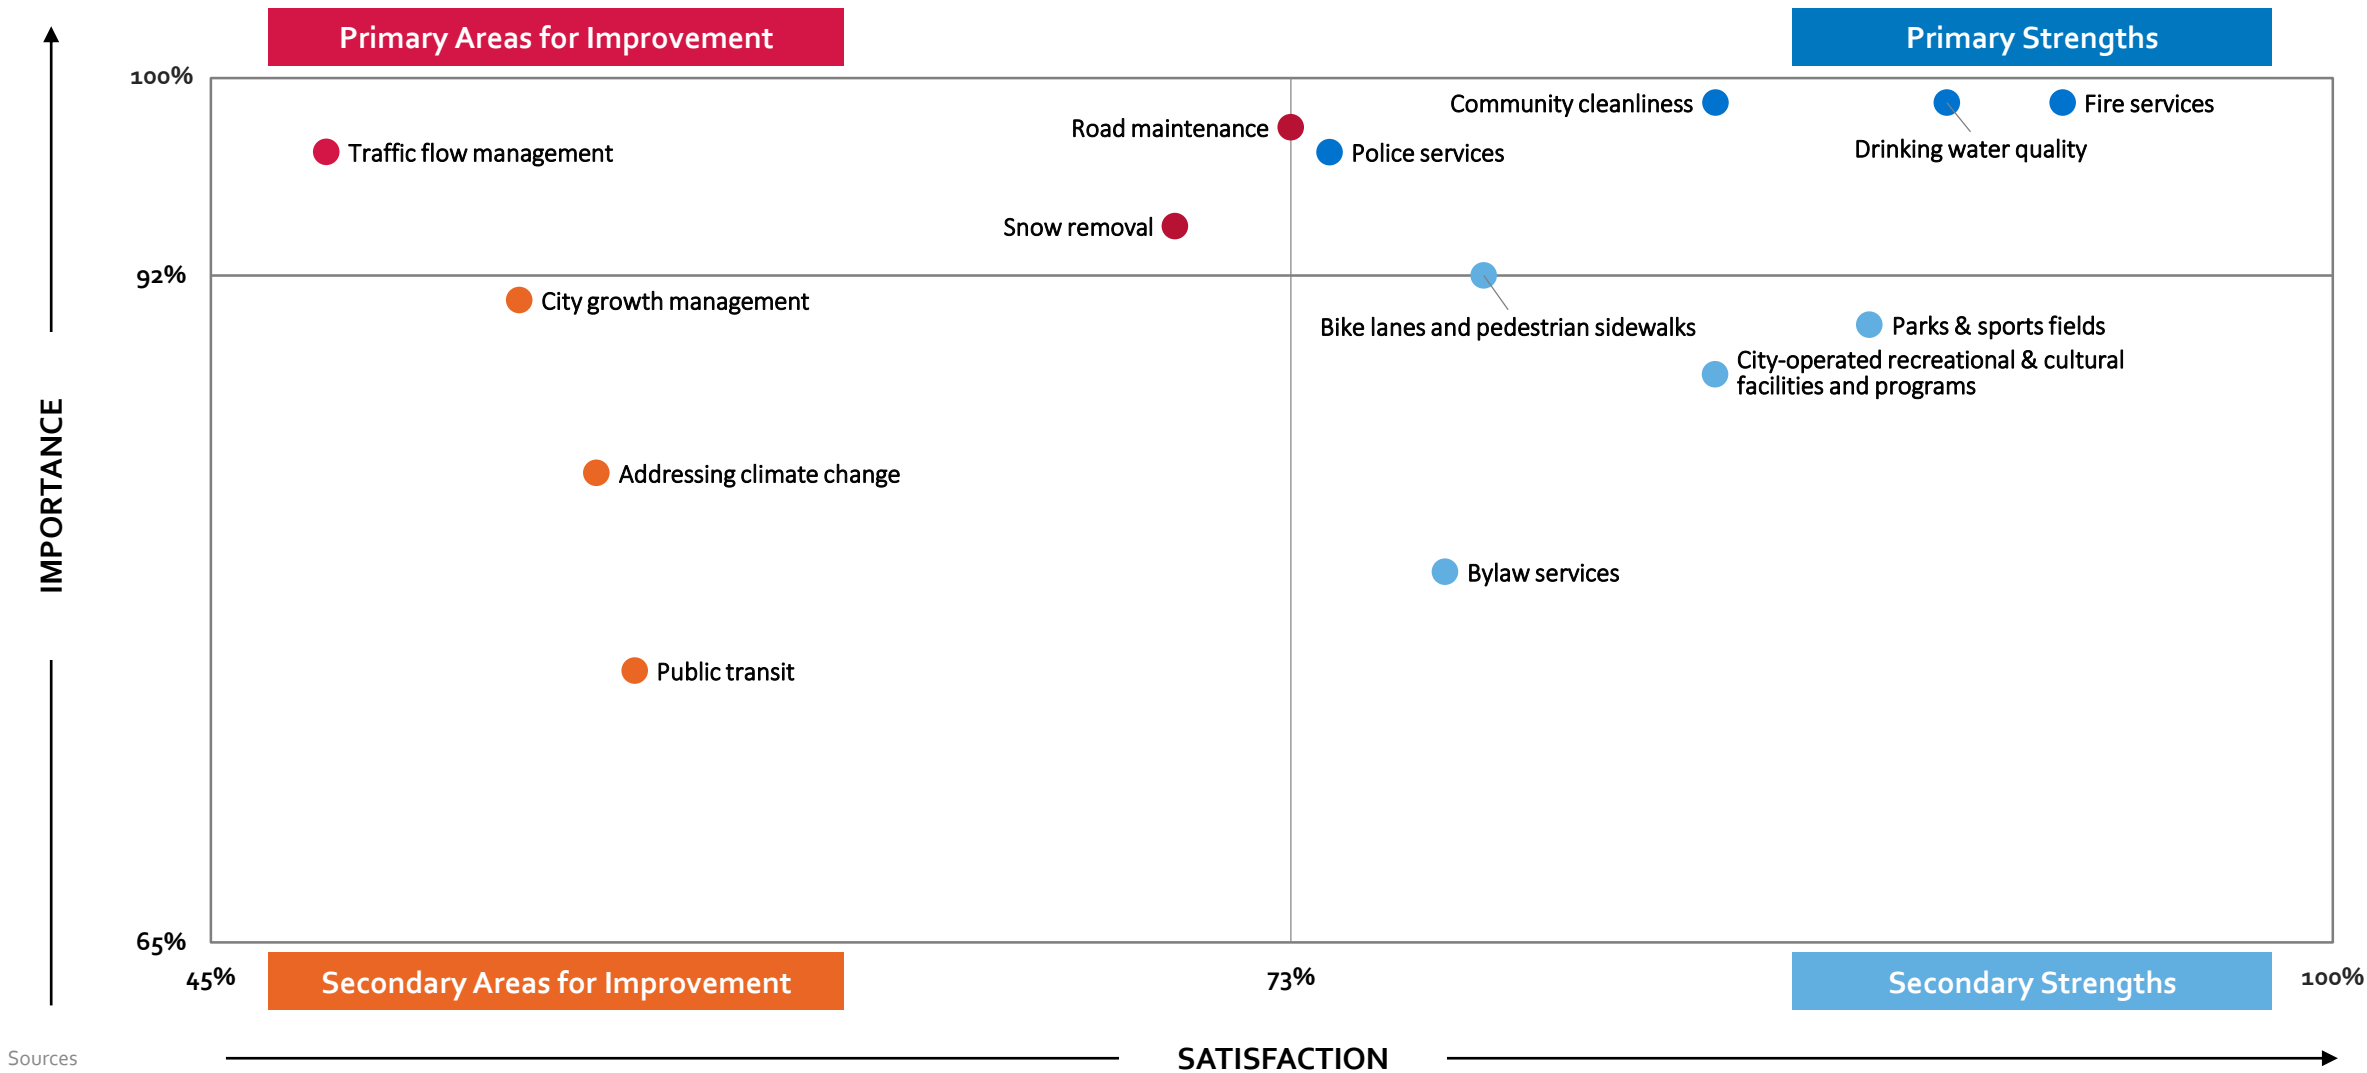 Primary Areas for Improvement
Primary Strengths
100%
Community cleanliness
Fire services
Road maintenance
Traffic flow management
Police services
Drinking water quality
Snow removal
92%
City growth management
Bike lanes and pedestrian sidewalks
Parks & sports fields
City-operated recreational & cultural
facilities and programs
IMPORTANCE
Addressing climate change
Bylaw services
Public transit
65%
45%
73%
100%
Secondary Areas for Improvement
Secondary Strengths
Sources
SATISFACTION